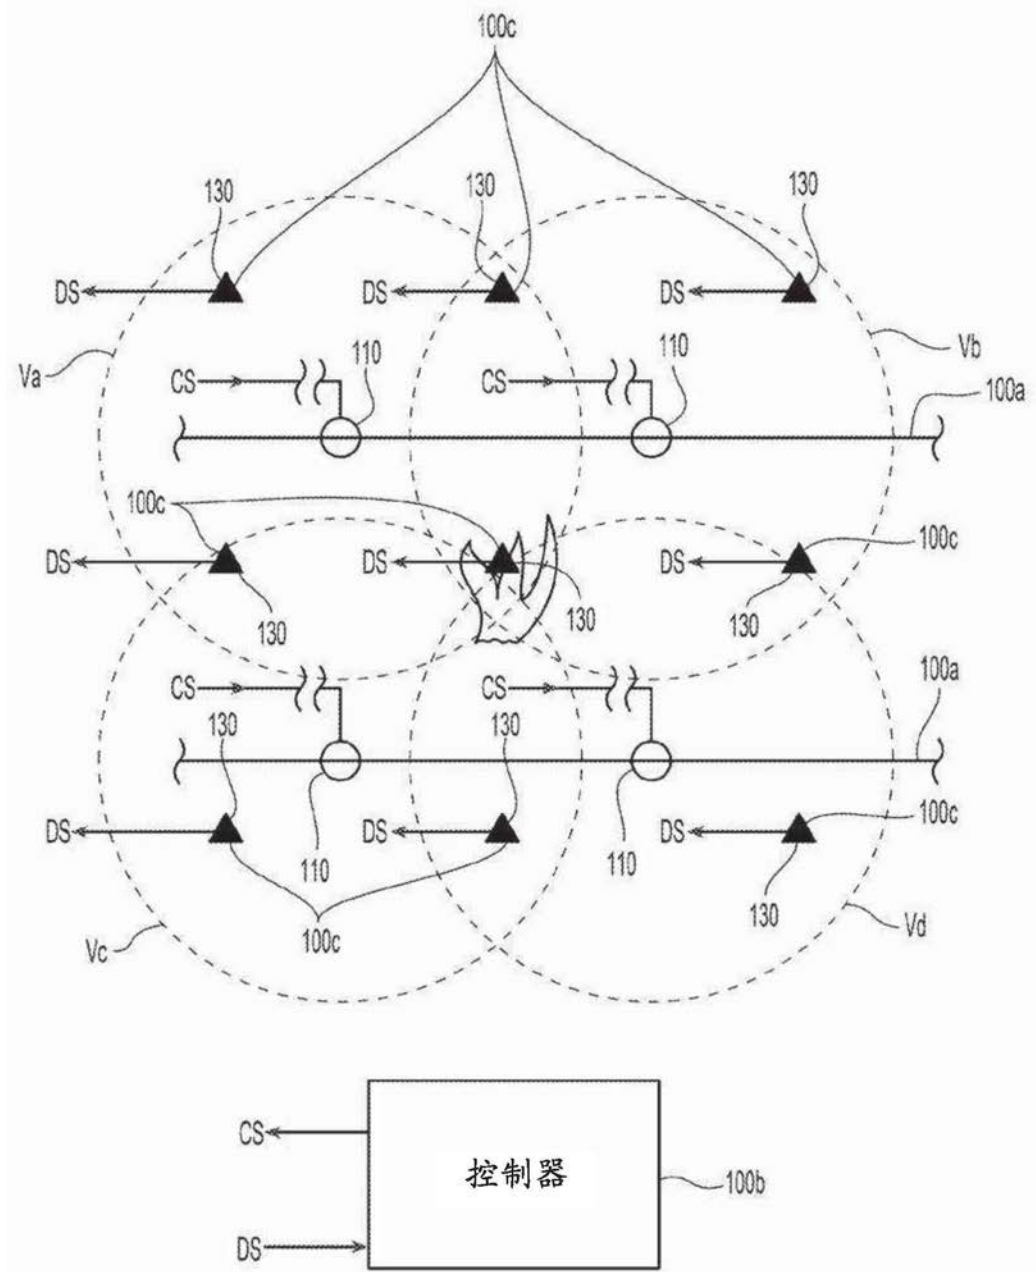 100c
130 130 130
DS DS DS
Va 110 110 Vb
CS CS 100a
100c 100c
DS DS DS
130 130 130
CS CS 100a
130 130
DS DS DS 100c
110 110 130
Vc 100c Vd
CS
控制器
100b
DS